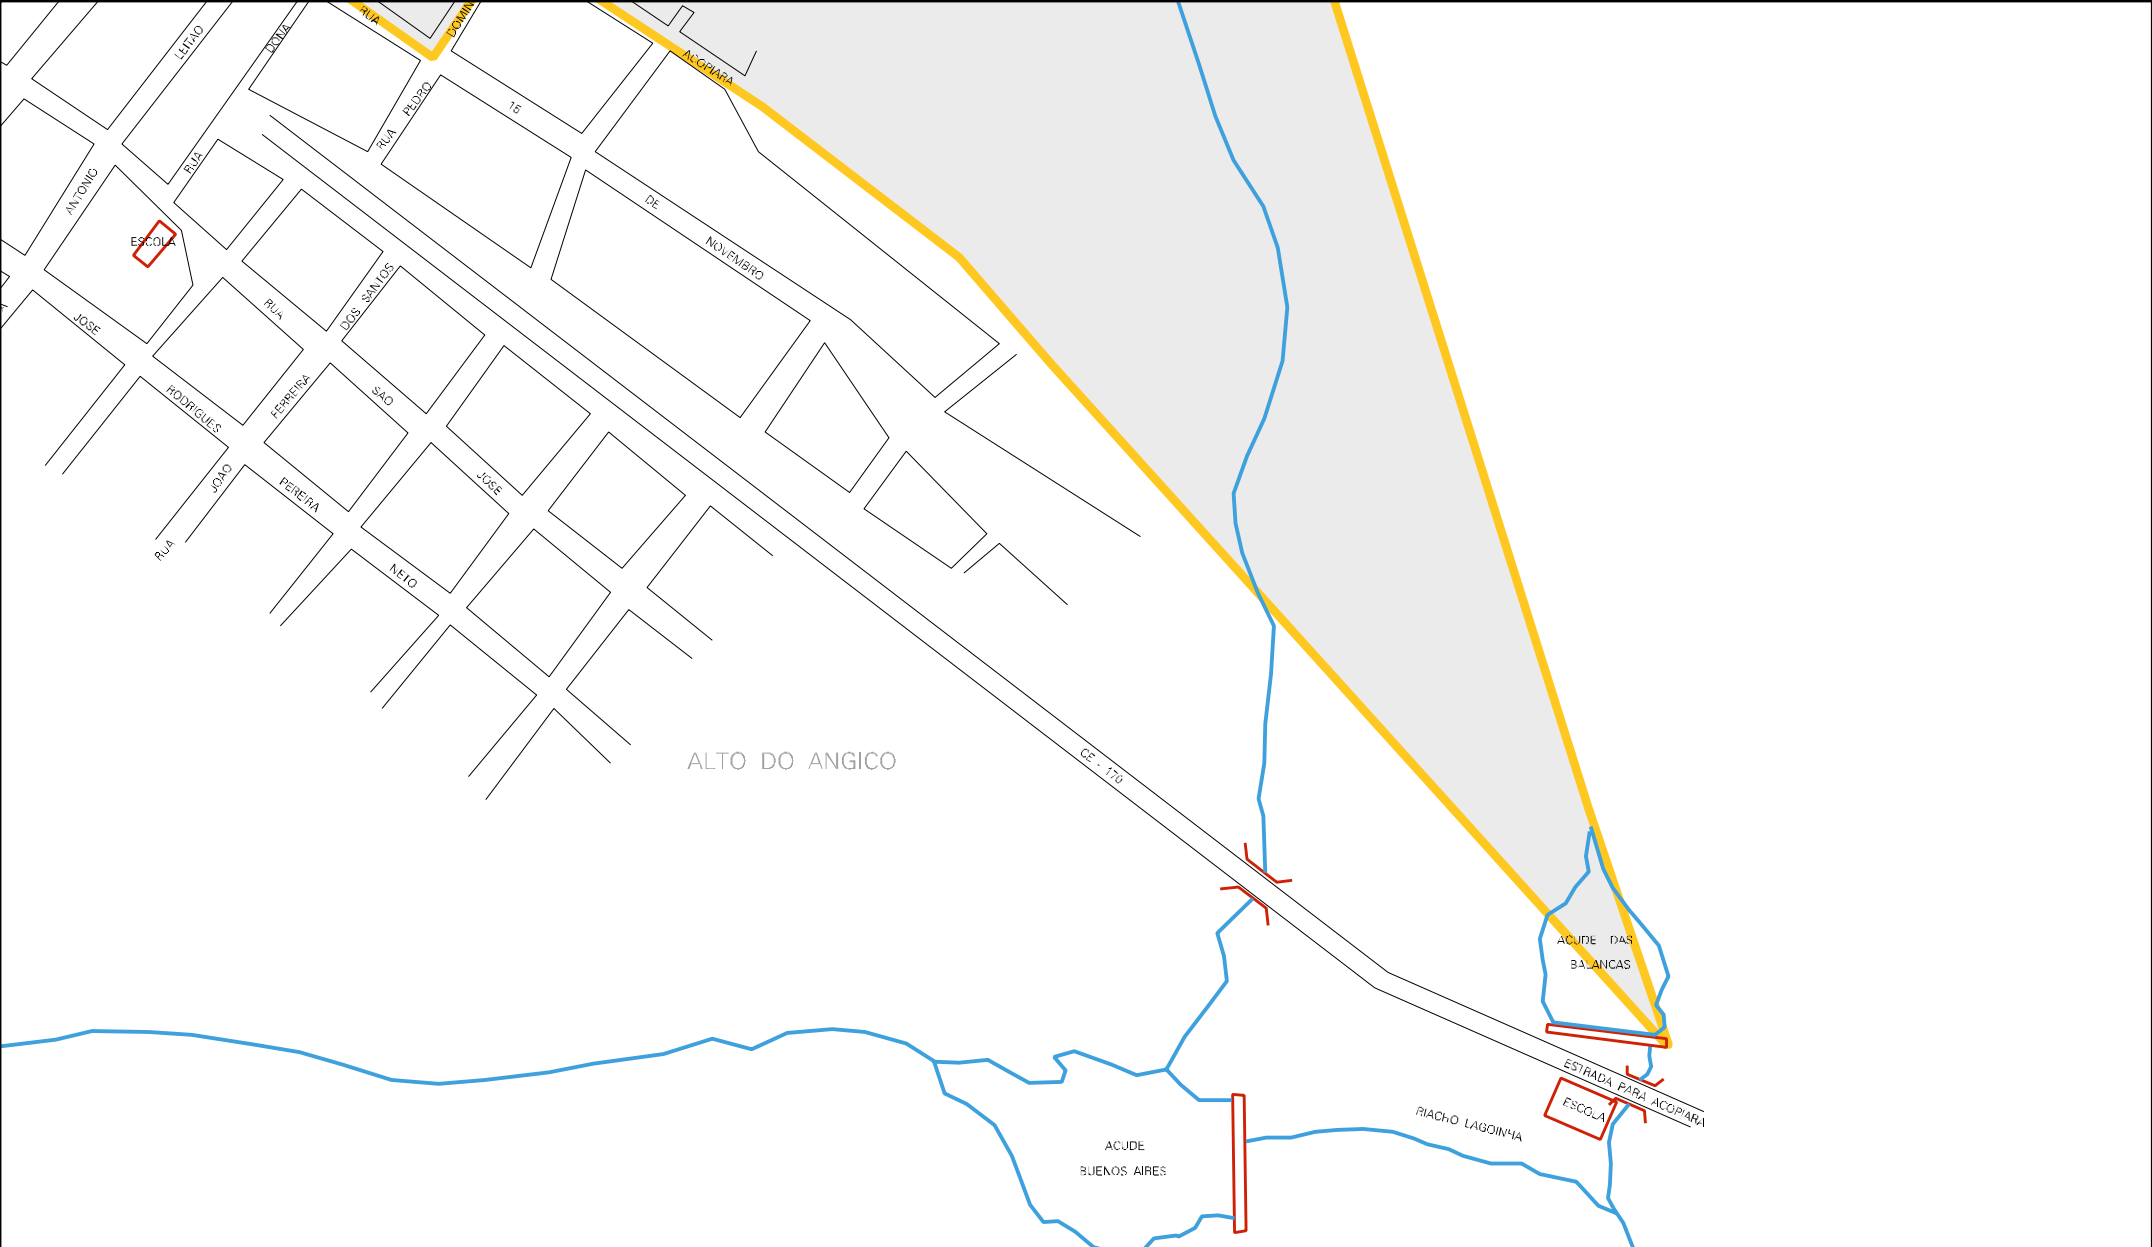 RUA
DOMIN
LEITAO
DONA
ACOPIARA
RUA PEDRO
15
RUA
ANTONIO
DE
ESCOLA
NOVEMBRO
DOS SANTOS
JOSE
RUA
FERREIRA
SAO
RODRIGUES
JOAO
JOSE
PEREIRA
RUA
NETO
ALTO DO ANGICO
CE - 170
ACUDE DAS
BALANCAS
ESTRADA PARA ACOPIARA
ESCOLA
RIACHO LAGOINHA
ACUDE
BUENOS AIRES